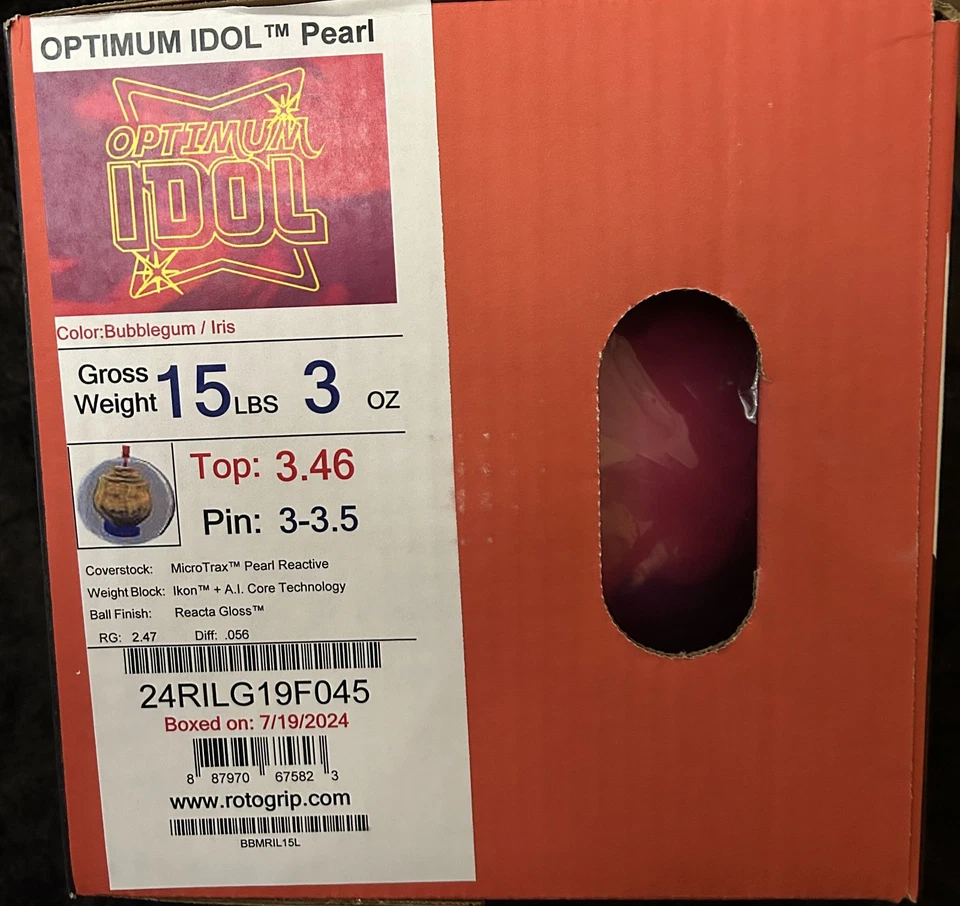 OPTIMUM IDOL™ Pearl
OPTIMUM
IDOL
Color:Bubblegum / Iris
Gross Weight 15 LBS 3 OZ
Top: 3.46
Pin: 3-3.5
Coverstock: MicroTrax™ Pearl Reactive
Weight Block: Ikon™ + A.I. Core Technology
Ball Finish: Reacta Gloss™
RG: 2.47 Diff: .056
24RILG19F045
Boxed on: 7/19/2024
8 87970 67582 3
www.rotogrip.com
BBMRIL15L